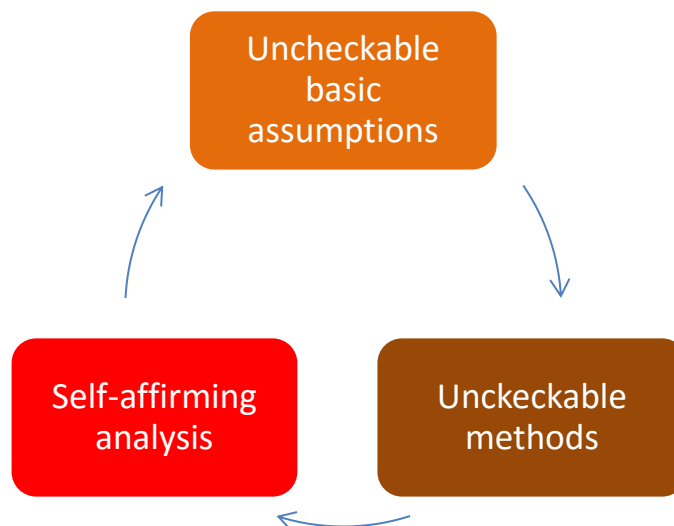 Uncheckable
basic
assumptions
Self-affirming
analysis
Unckeckable
methods